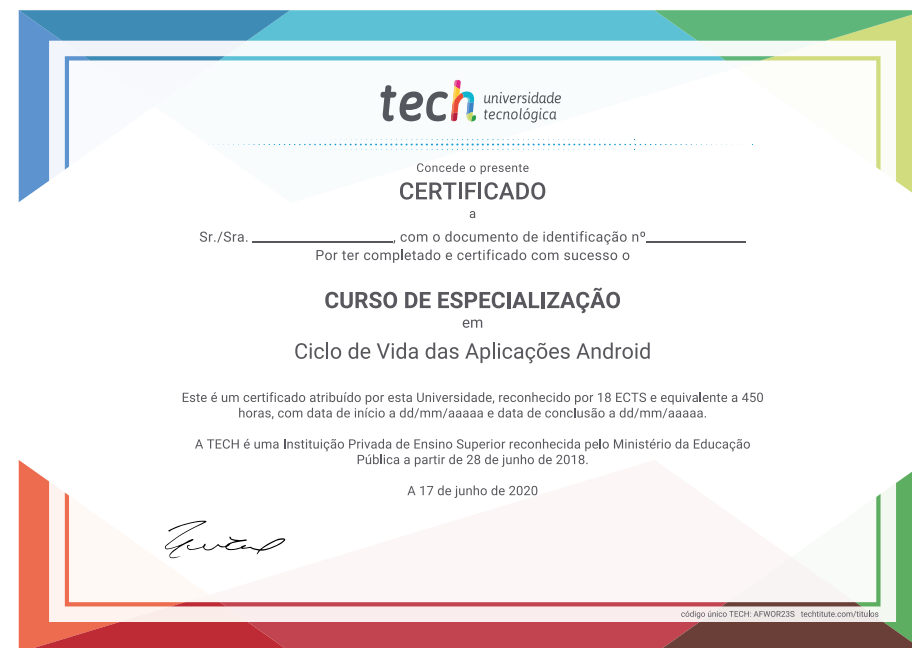 tech universidade
tecnológica
Concede o presente
CERTIFICADO
a
Sr./Sra. ____________________, com o documento de identificação nº______________
Por ter completado e certificado com sucesso o
CURSO DE ESPECIALIZAÇÃO
em
Ciclo de Vida das Aplicações Android
Este é um certificado atribuído por esta Universidade, reconhecido por 18 ECTS e equivalente a 450
horas, com data de início a dd/mm/aaaaa e data de conclusão a dd/mm/aaaaa.
A TECH é uma Instituição Privada de Ensino Superior reconhecida pelo Ministério da Educação
Pública a partir de 28 de junho de 2018.
A 17 de junho de 2020
código único TECH: AFWOR23S techtitute.com/titulos